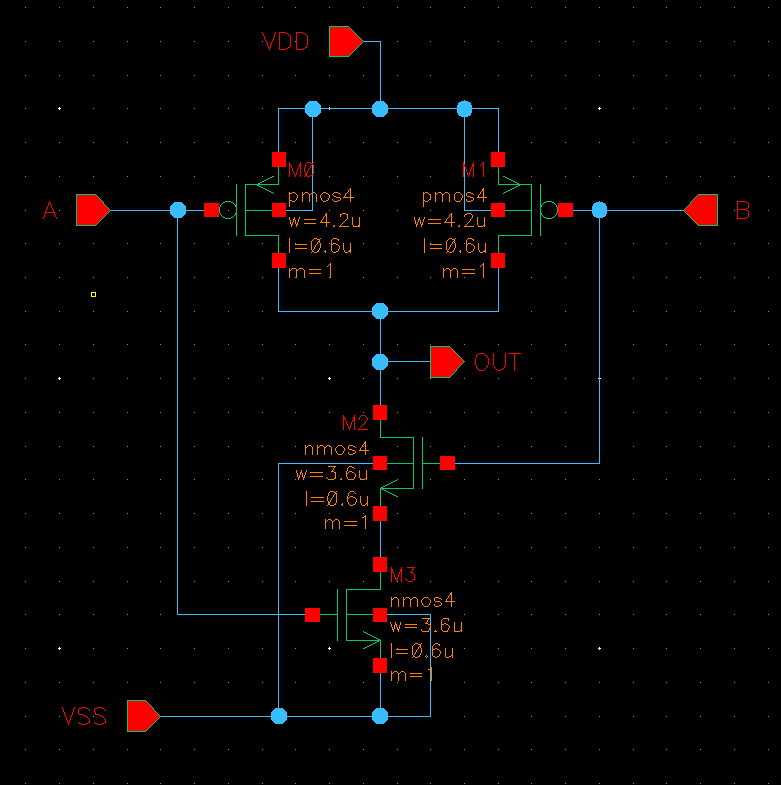 VDD
M0
pmos4
w=4.2u
l=0.6u
m=1
M1
pmos4
w=4.2u
l=0.6u
m=1
A
B
OUT
M2
nmos4
w=3.6u
l=0.6u
m=1
M3
nmos4
w=3.6u
l=0.6u
m=1
VSS